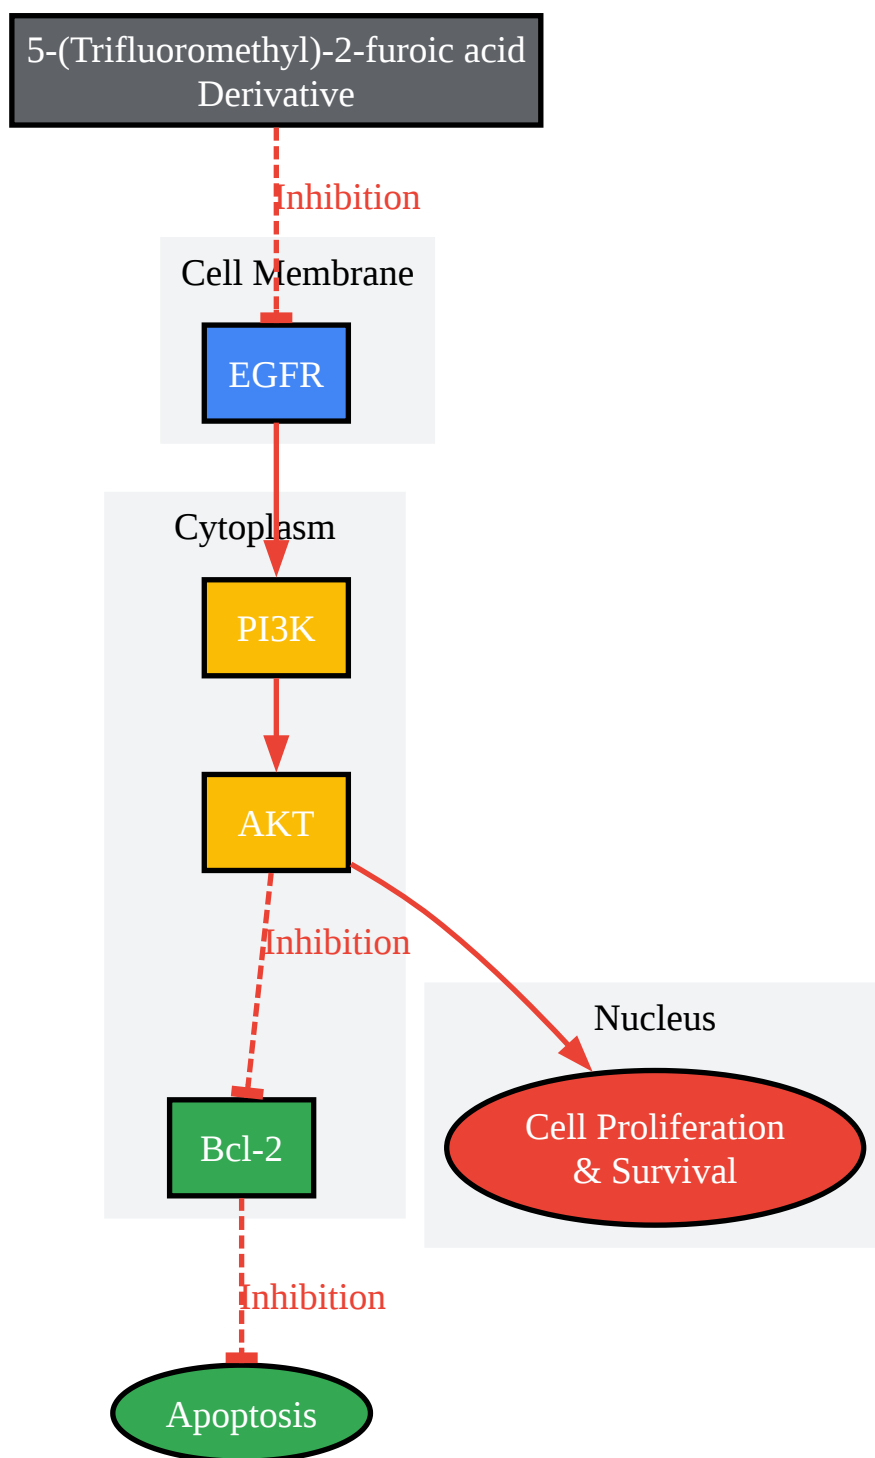 5-(Trifluoromethyl)-2-furoic acid
Derivative
Inhibition
Cell Membrane
EGFR
Cytoplasm
PI3K
AKT
Inhibition
Nucleus
Cell Proliferation
& Survival
Bcl-2
Inhibition
Apoptosis